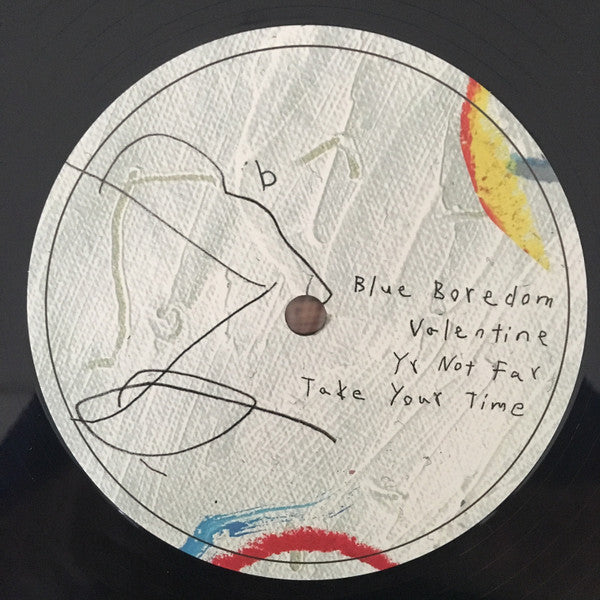 b
Blue Boredom
Valentine
Yr Not Far
Take Your Time